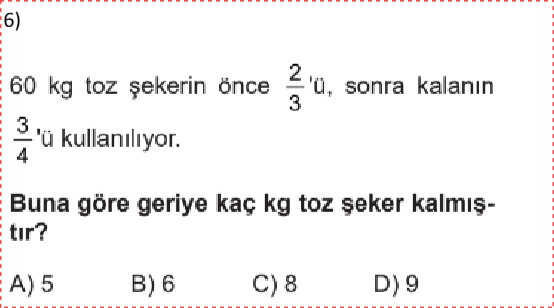 6)
60 kg toz şekerin önce 2/3 'ü, sonra kalanın
3/4 'ü kullanılıyor.
Buna göre geriye kaç kg toz şeker kalmış-
tır?
A) 5 B) 6 C) 8 D) 9